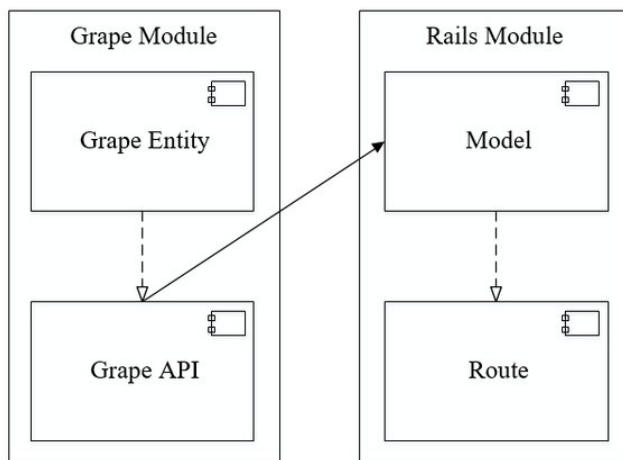 Grape Module
Rails Module
Grape Entity
Model
Grape API
Route